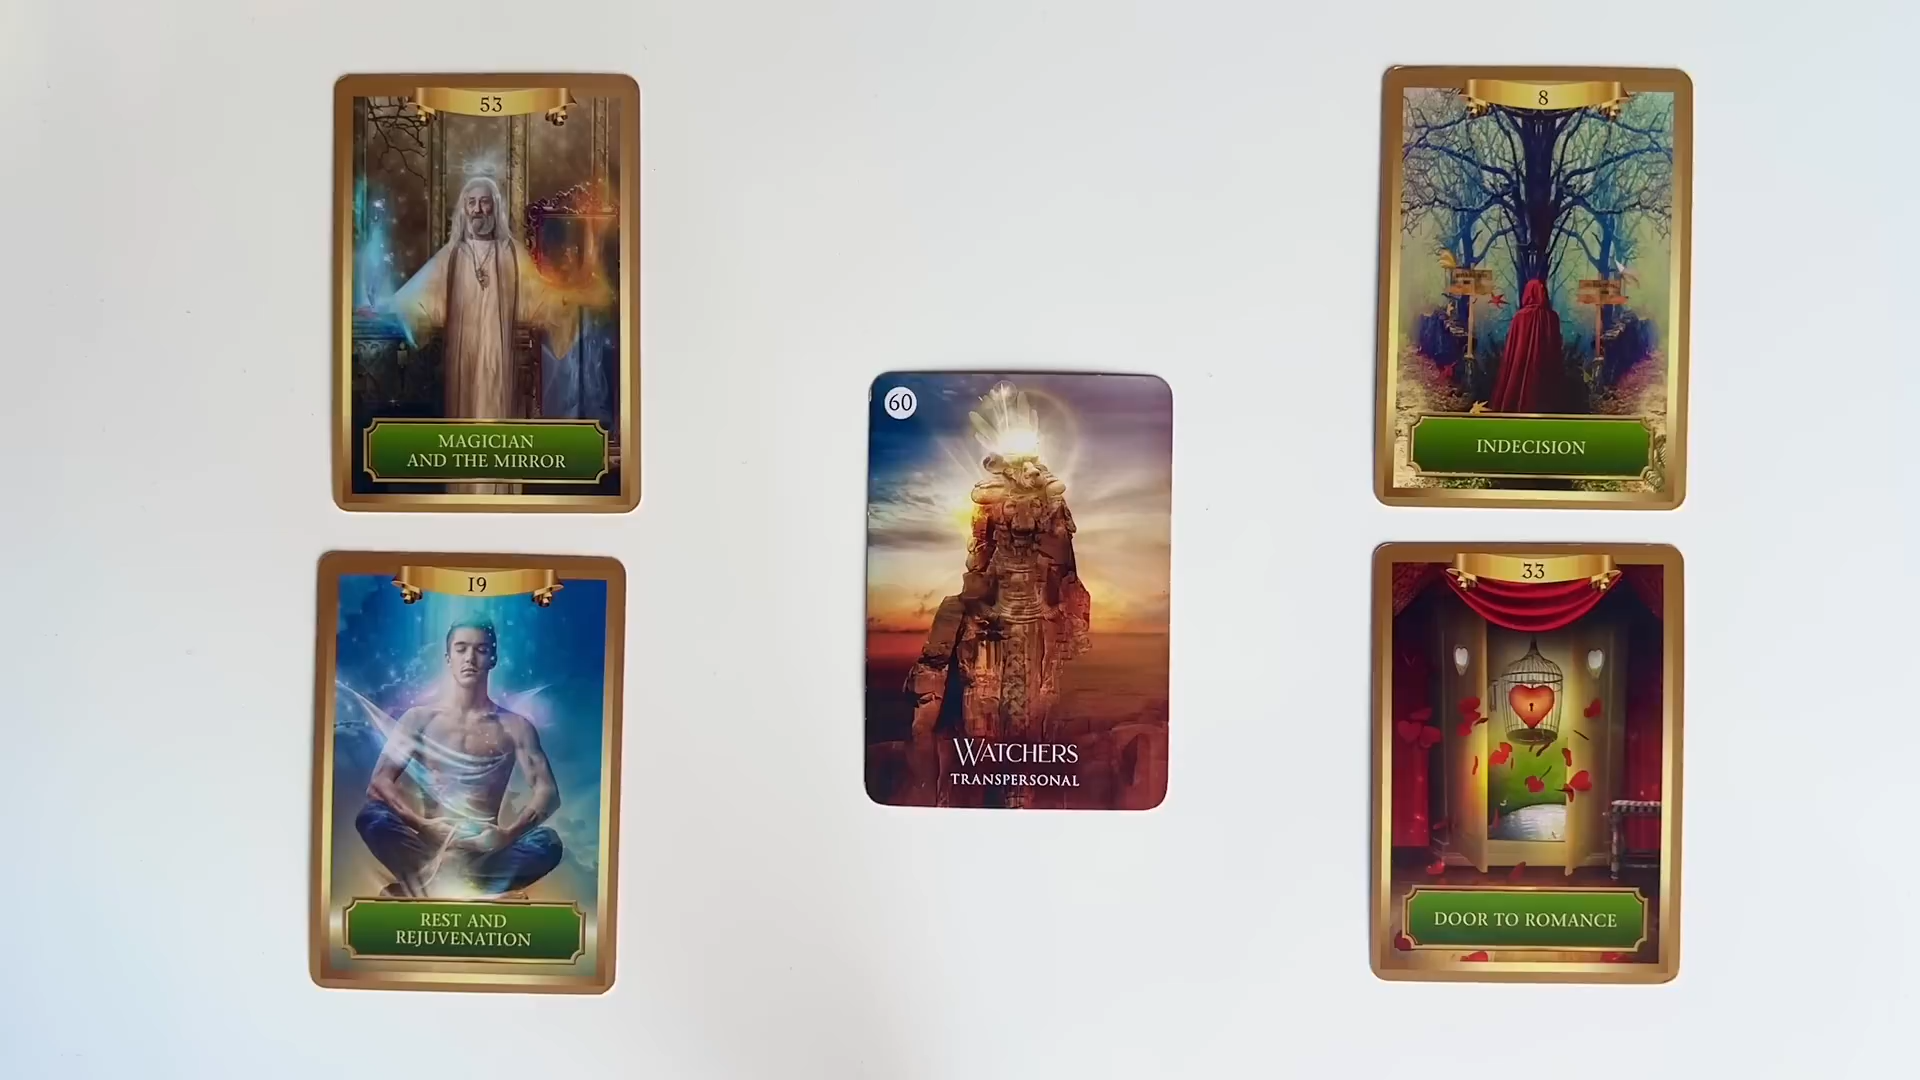 53
MAGICIAN
AND THE MIRROR
19
REST AND
REJUVENATION
60
WATCHERS
TRANSPERSONAL
8
INDECISION
33
DOOR TO ROMANCE